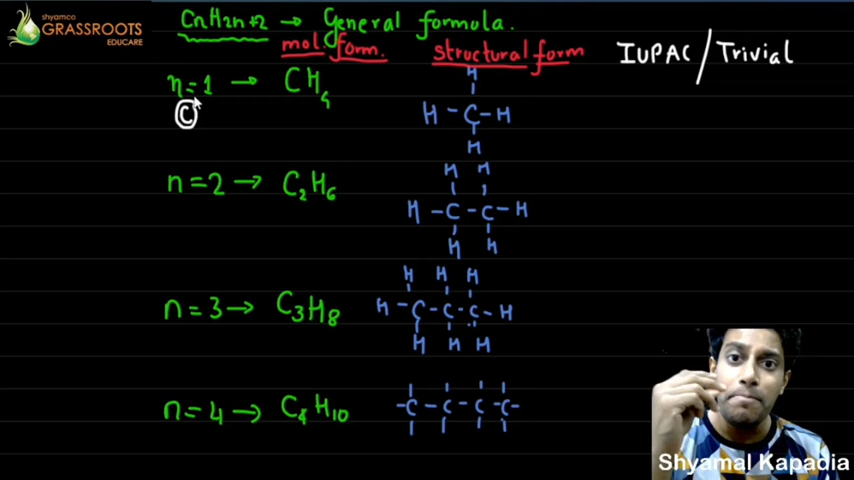 shyamco
GRASSROOTS
EDUCARE
CnH2n+2 → General formula.
mol. form. structural form IUPAC / Trivial
n=1 → CH4
C
H
H - C - H
H
n=2 → C2H6
H H
H - C - C - H
H H
n=3 → C3H8
H H H
H - C - C - C - H
H H H
n=4 → C4H10
- C - C - C - C -
Shyamal Kapadia